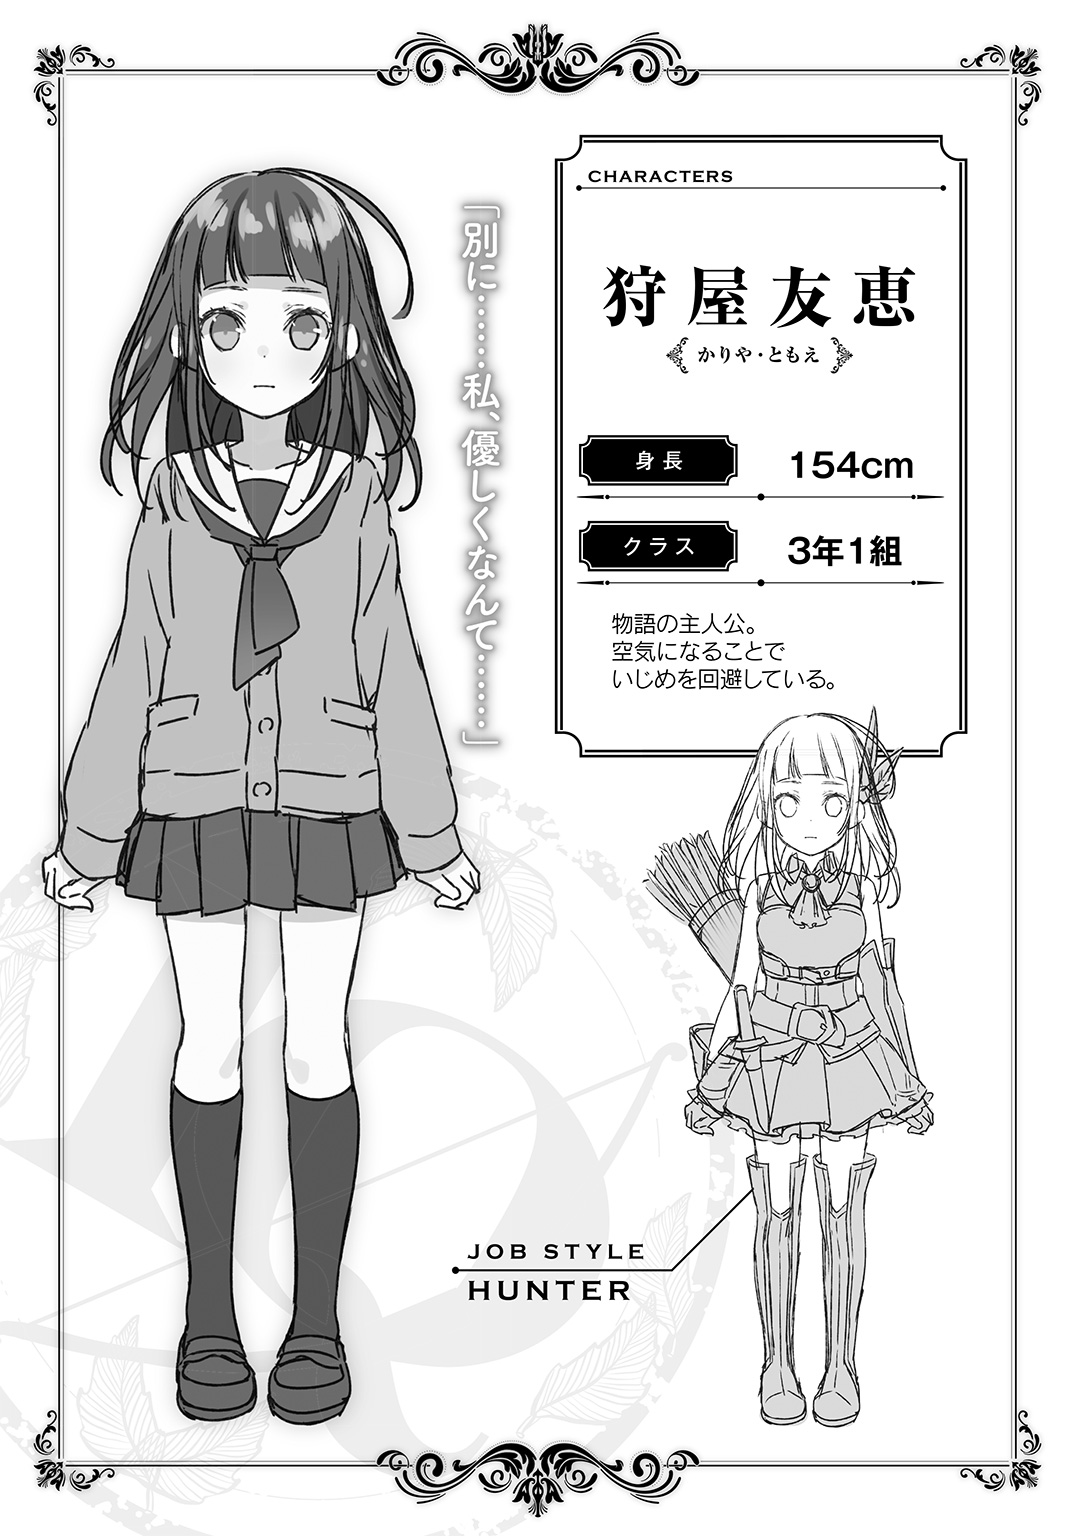 CHARACTERS
狩屋友恵
かりや・ともえ
身長 154cm
クラス 3年1組
物語の主人公。
空気になることで
いじめを回避している。
「別に……私、優しくなんて……」
JOB STYLE
HUNTER